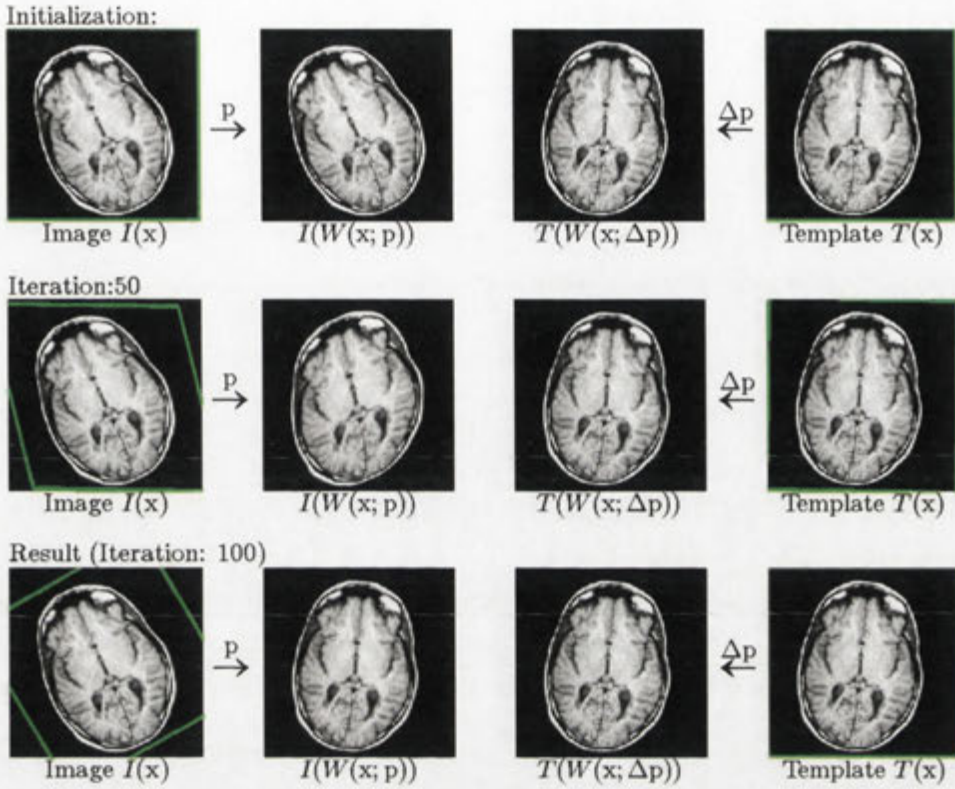 Initialization:
p
Δp
Image I(x)
I(W(x; p))
T(W(x; Δp))
Template T(x)
Iteration:50
p
Δp
Image I(x)
I(W(x; p))
T(W(x; Δp))
Template T(x)
Result (Iteration: 100)
p
Δp
Image I(x)
I(W(x; p))
T(W(x; Δp))
Template T(x)